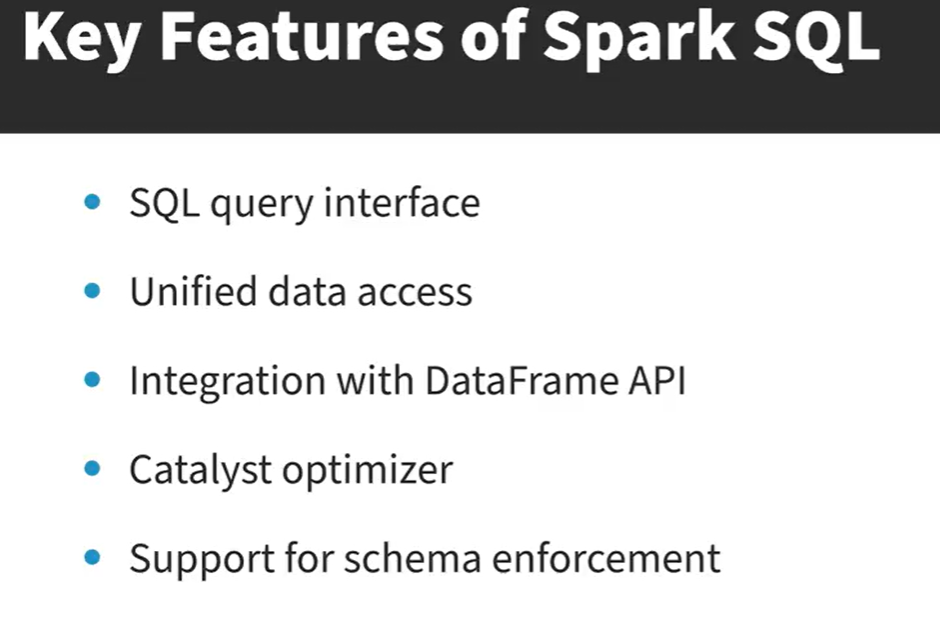 Key Features of Spark SQL
SQL query interface
Unified data access
Integration with DataFrame API
Catalyst optimizer
Support for schema enforcement